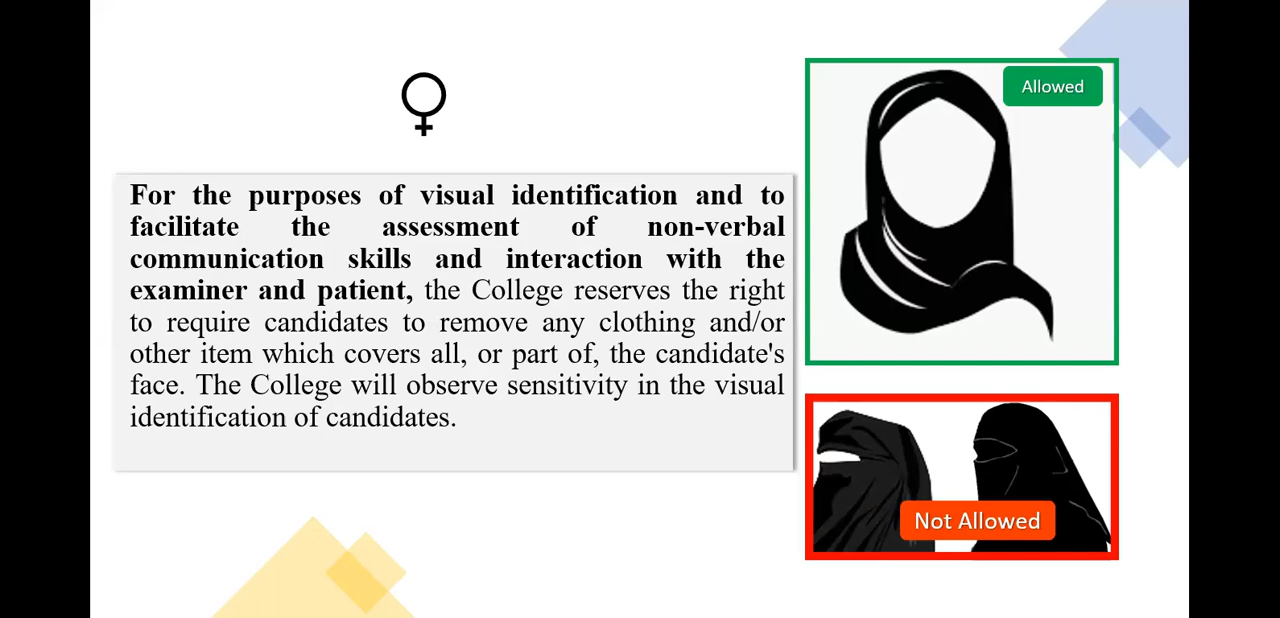 Allowed
For the purposes of visual identification and to
facilitate the assessment of non-verbal
communication skills and interaction with the
examiner and patient, the College reserves the right
to require candidates to remove any clothing and/or
other item which covers all, or part of, the candidate's
face. The College will observe sensitivity in the visual
identification of candidates.
Not Allowed